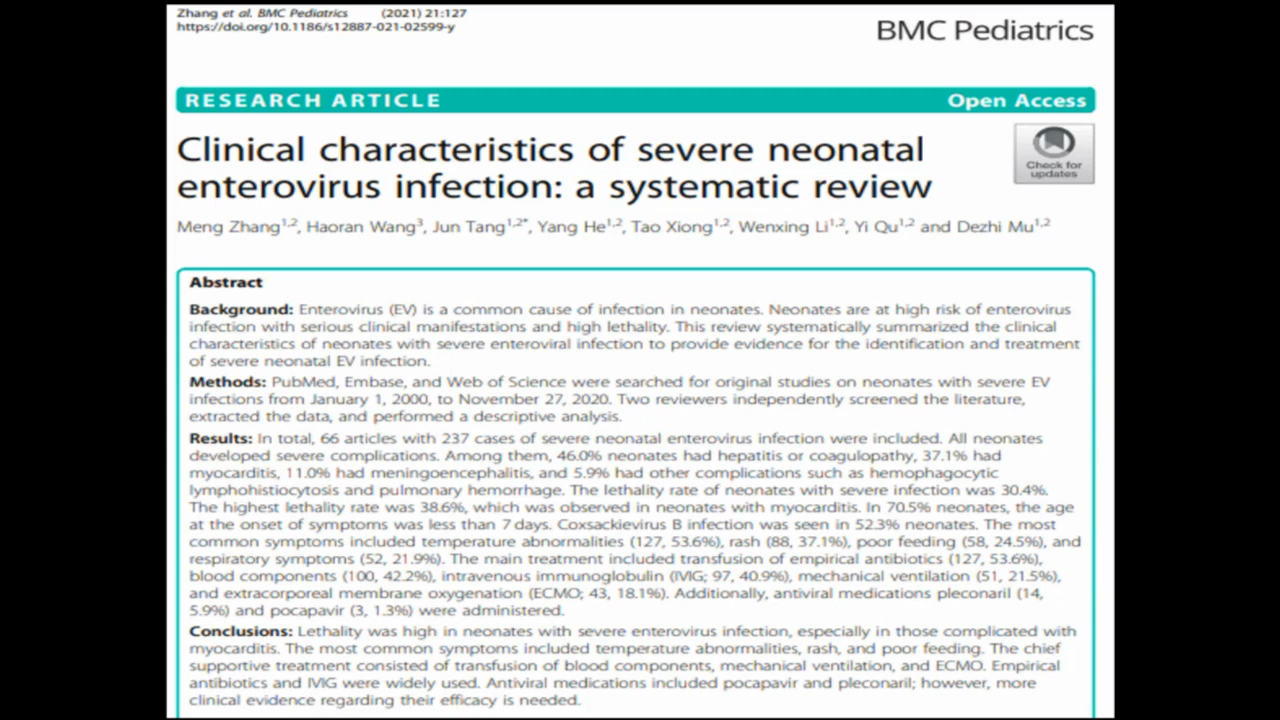 Zhang et al. BMC Pediatrics (2021) 21:127
https://doi.org/10.1186/s12887-021-02599-y
BMC Pediatrics
RESEARCH ARTICLE Open Access
Clinical characteristics of severe neonatal
enterovirus infection: a systematic review
Check for
updates
Meng Zhang1,2, Haoran Wang3, Jun Tang1,2*, Yang He1,2, Tao Xiong1,2, Wenxing Li1,2, Yi Qu1,2 and Dezhi Mu1,2
Abstract
Background: Enterovirus (EV) is a common cause of infection in neonates. Neonates are at high risk of enterovirus
infection with serious clinical manifestations and high lethality. This review systematically summarized the clinical
characteristics of neonates with severe enteroviral infection to provide evidence for the identification and treatment
of severe neonatal EV infection.
Methods: PubMed, Embase, and Web of Science were searched for original studies on neonates with severe EV
infections from January 1, 2000, to November 27, 2020. Two reviewers independently screened the literature,
extracted the data, and performed a descriptive analysis.
Results: In total, 66 articles with 237 cases of severe neonatal enterovirus infection were included. All neonates
developed severe complications. Among them, 46.0% neonates had hepatitis or coagulopathy, 37.1% had
myocarditis, 11.0% had meningoencephalitis, and 5.9% had other complications such as hemophagocytic
lymphohistiocytosis and pulmonary hemorrhage. The lethality rate of neonates with severe infection was 30.4%.
The highest lethality rate was 38.6%, which was observed in neonates with myocarditis. In 70.5% neonates, the age
at the onset of symptoms was less than 7 days. Coxsackievirus B infection was seen in 52.3% neonates. The most
common symptoms included temperature abnormalities (127, 53.6%), rash (88, 37.1%), poor feeding (58, 24.5%), and
respiratory symptoms (52, 21.9%). The main treatment included transfusion of empirical antibiotics (127, 53.6%),
blood components (100, 42.2%), intravenous immunoglobulin (IVIG; 97, 40.9%), mechanical ventilation (51, 21.5%),
and extracorporeal membrane oxygenation (ECMO; 43, 18.1%). Additionally, antiviral medications pleconaril (14,
5.9%) and pocapavir (3, 1.3%) were administered.
Conclusions: Lethality was high in neonates with severe enterovirus infection, especially in those complicated with
myocarditis. The most common symptoms included temperature abnormalities, rash, and poor feeding. The chief
supportive treatment consisted of transfusion of blood components, mechanical ventilation, and ECMO. Empirical
antibiotics and IVIG were widely used. Antiviral medications included pocapavir and pleconaril; however, more
clinical evidence regarding their efficacy is needed.